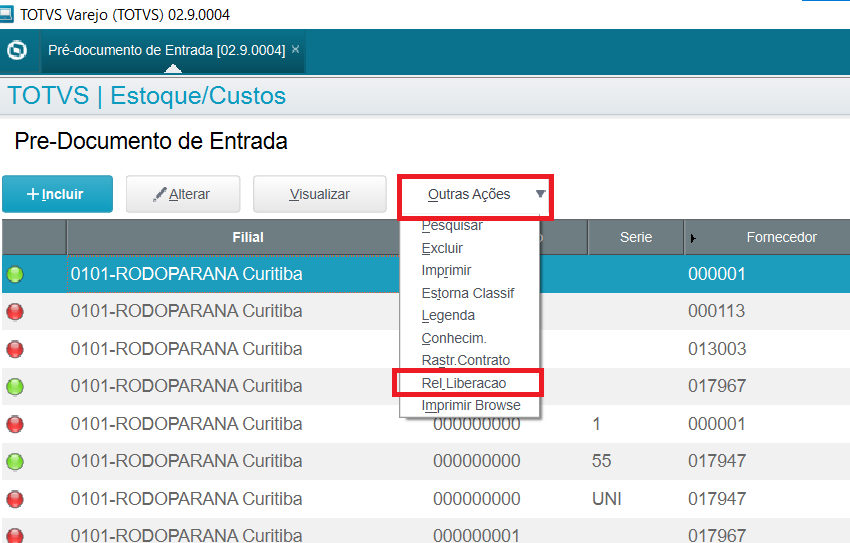 TOTVS Varejo (TOTVS) 02.9.0004
Pré-documento de Entrada [02.9.0004] ×
TOTVS | Estoque/Custos
Pre-Documento de Entrada
+ Incluir Alterar Visualizar Outras Ações
Filial o Serie Fornecedor
Pesquisar
Excluir
Imprimir
Estorna Classif
Legenda
Conhecim.
Rastr.Contrato
Rel_Liberacao
Imprimir Browse
0101-RODOPARANA Curitiba 000001
0101-RODOPARANA Curitiba 000113
0101-RODOPARANA Curitiba 013003
0101-RODOPARANA Curitiba 017967
0101-RODOPARANA Curitiba 000000000 1 000001
0101-RODOPARANA Curitiba 000000000 55 017947
0101-RODOPARANA Curitiba 000000000 UNI 017947
0101-RODOPARANA Curitiba 000000001 017967